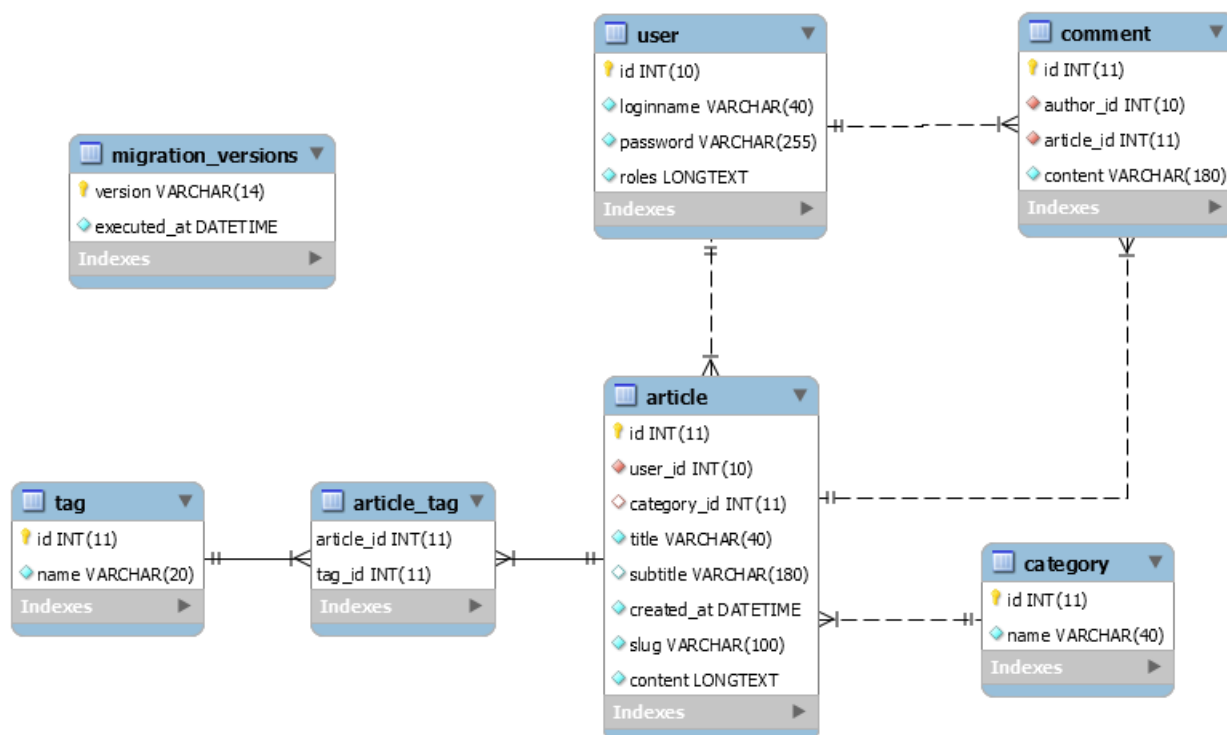 user
id INT(10)
loginname VARCHAR(40)
password VARCHAR(255)
roles LONGTEXT
Indexes
comment
id INT(11)
author_id INT(10)
article_id INT(11)
content VARCHAR(180)
Indexes
migration_versions
version VARCHAR(14)
executed_at DATETIME
Indexes
article
id INT(11)
user_id INT(10)
category_id INT(11)
title VARCHAR(40)
subtitle VARCHAR(180)
created_at DATETIME
slug VARCHAR(100)
content LONGTEXT
Indexes
tag
id INT(11)
name VARCHAR(20)
Indexes
article_tag
article_id INT(11)
tag_id INT(11)
Indexes
category
id INT(11)
name VARCHAR(40)
Indexes